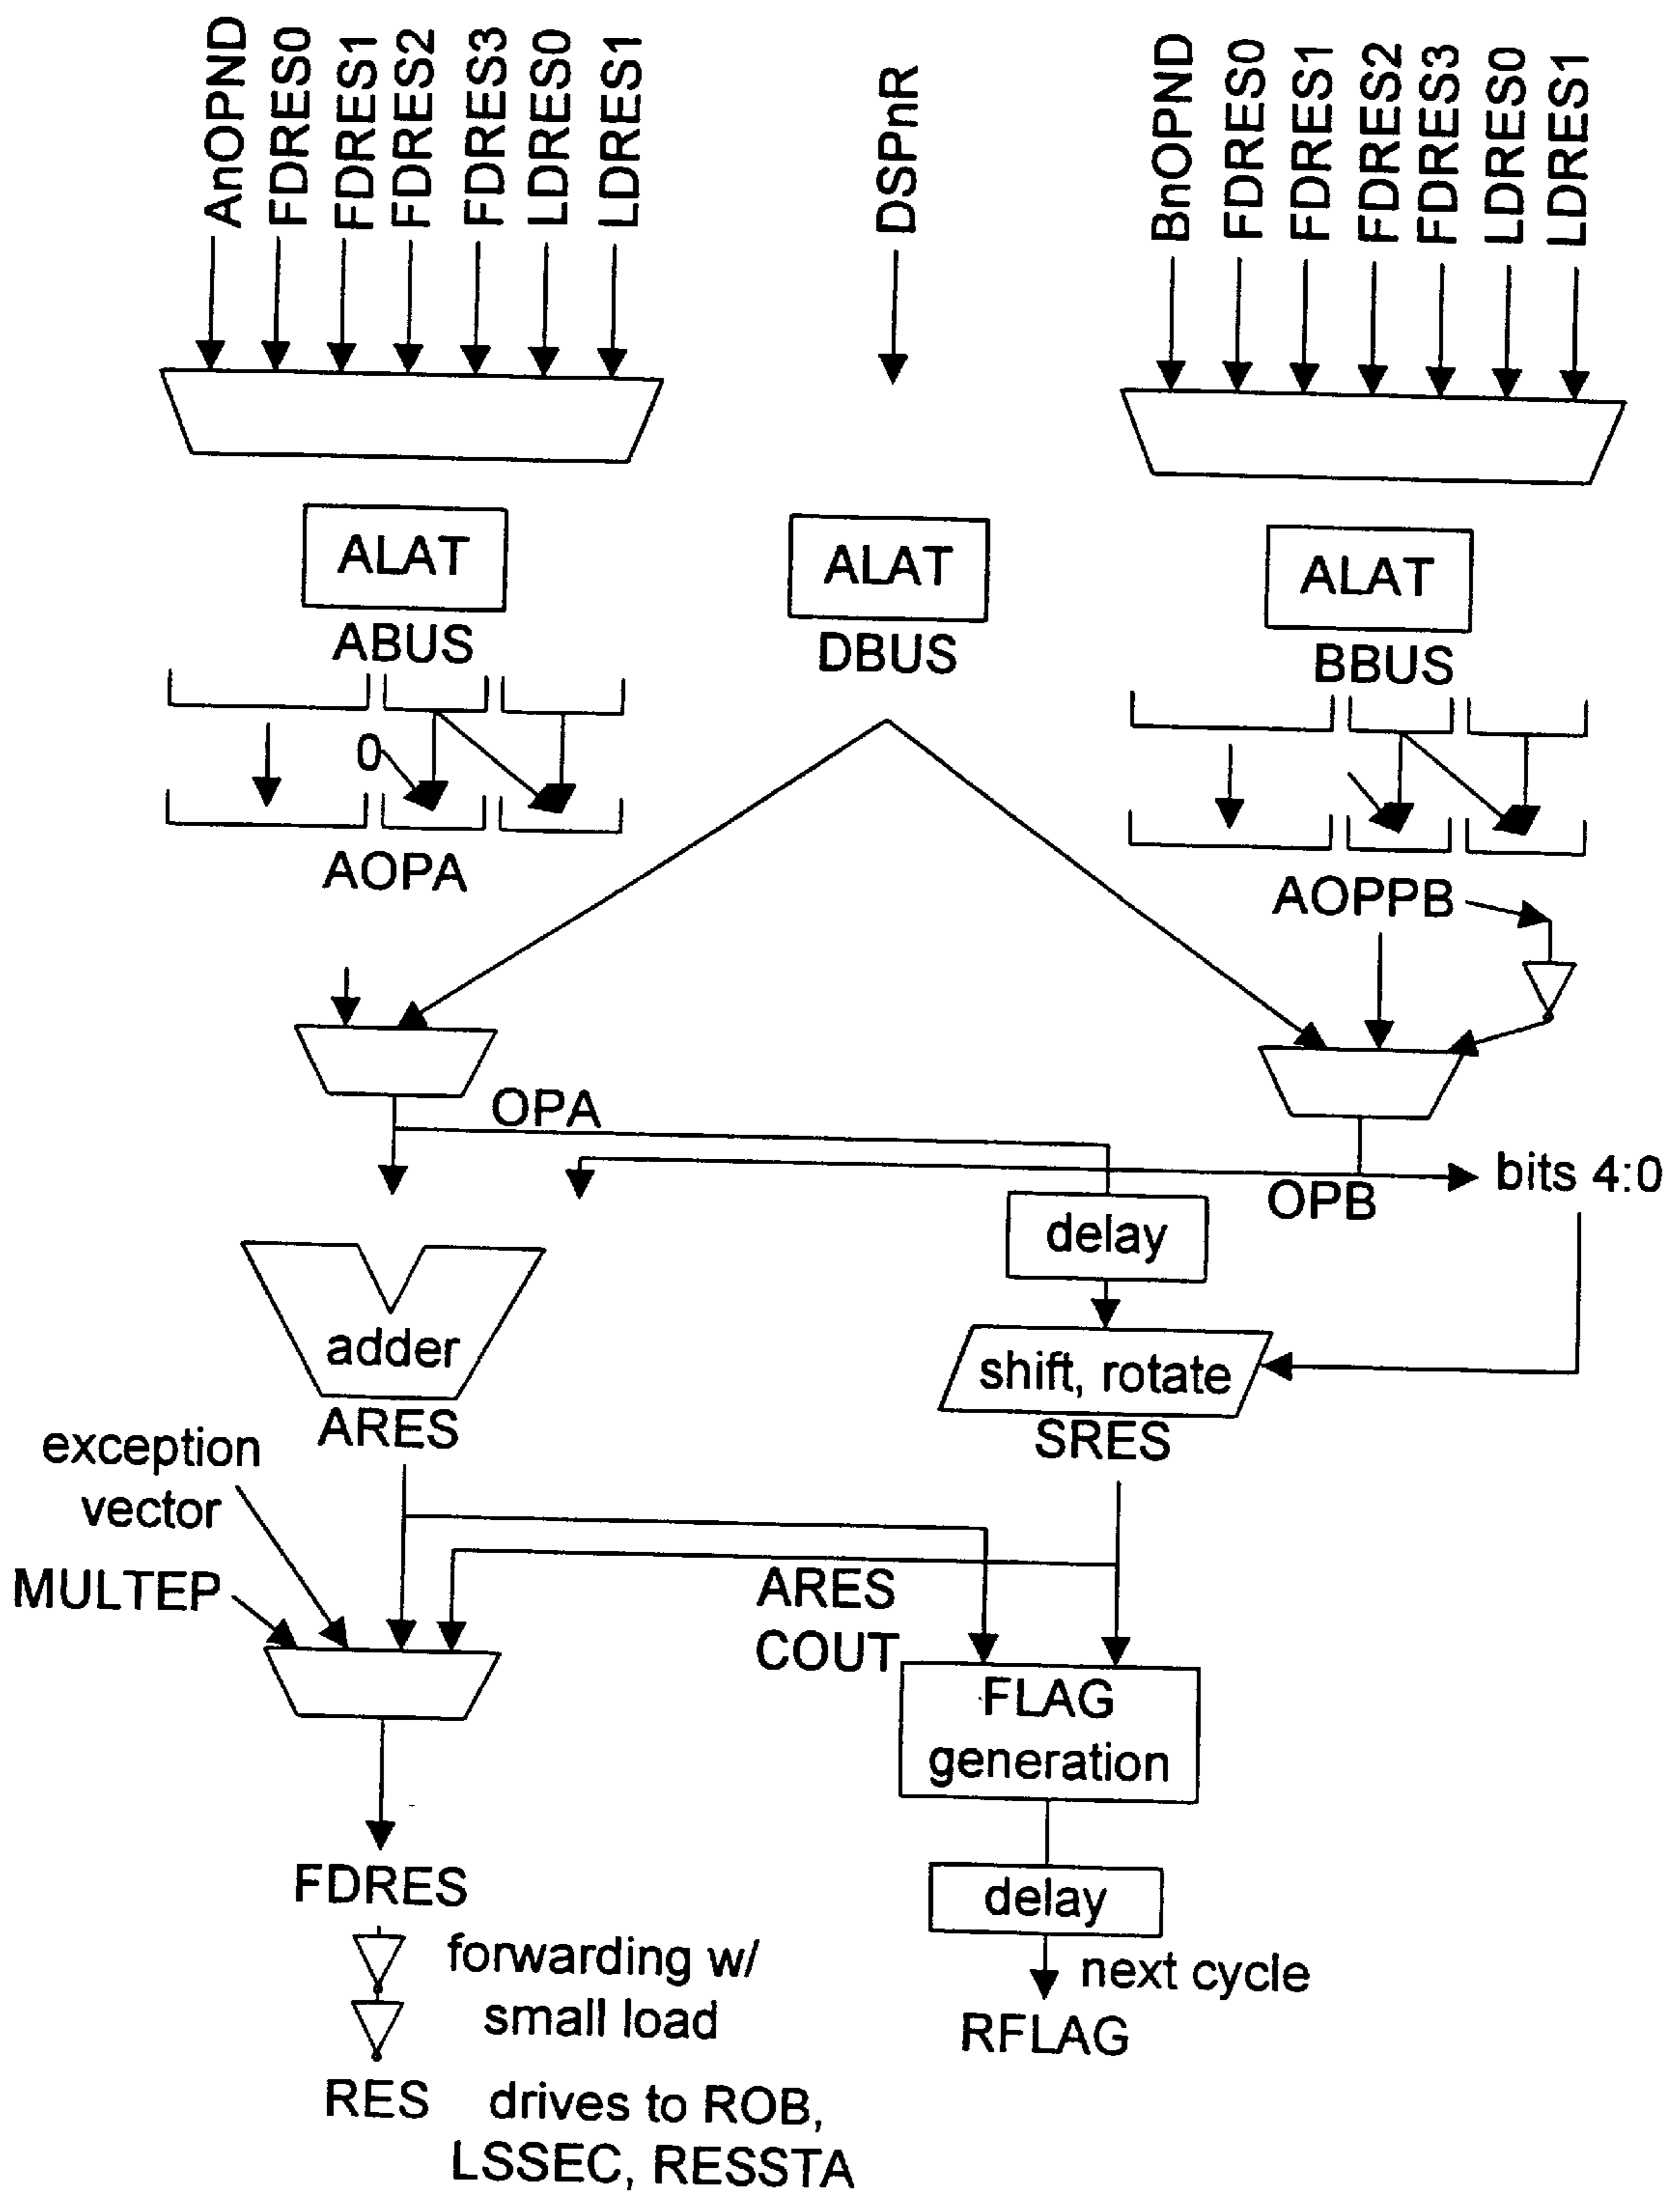 AnOPND
FDRES0
FDRES1
FDRES2
FDRES3
LDRES0
LDRES1
DSPnR
BnOPND
FDRES0
FDRES1
FDRES2
FDRES3
LDRES0
LDRES1
ALAT
ABUS
ALAT
DBUS
ALAT
BBUS
0
AOPA
AOPPB
OPA
bits 4:0
OPB
delay
adder
shift, rotate
ARES
SRES
exception
vector
MULTEP
ARES
COUT
FLAG
generation
FDRES
delay
forwarding w/
small load
next cycle
RFLAG
RES
drives to ROB,
LSSEC, RESSTA